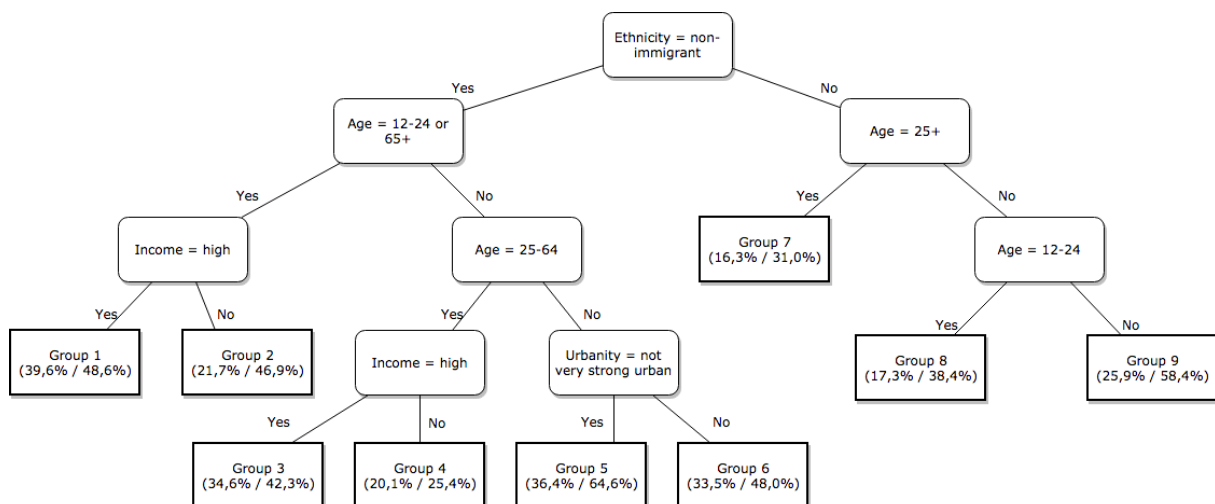 Ethnicity = non-
immigrant
Yes
No
Age = 12-24 or
65+
Age = 25+
Yes
No
Yes
No
Income = high
Age = 25-64
Group 7
(16,3% / 31,0%)
Age = 12-24
Yes
No
Yes
No
Yes
No
Group 1
(39,6% / 48,6%)
Group 2
(21,7% / 46,9%)
Income = high
Urbanity = not
very strong urban
Group 8
(17,3% / 38,4%)
Group 9
(25,9% / 58,4%)
Yes
No
Yes
No
Group 3
(34,6% / 42,3%)
Group 4
(20,1% / 25,4%)
Group 5
(36,4% / 64,6%)
Group 6
(33,5% / 48,0%)